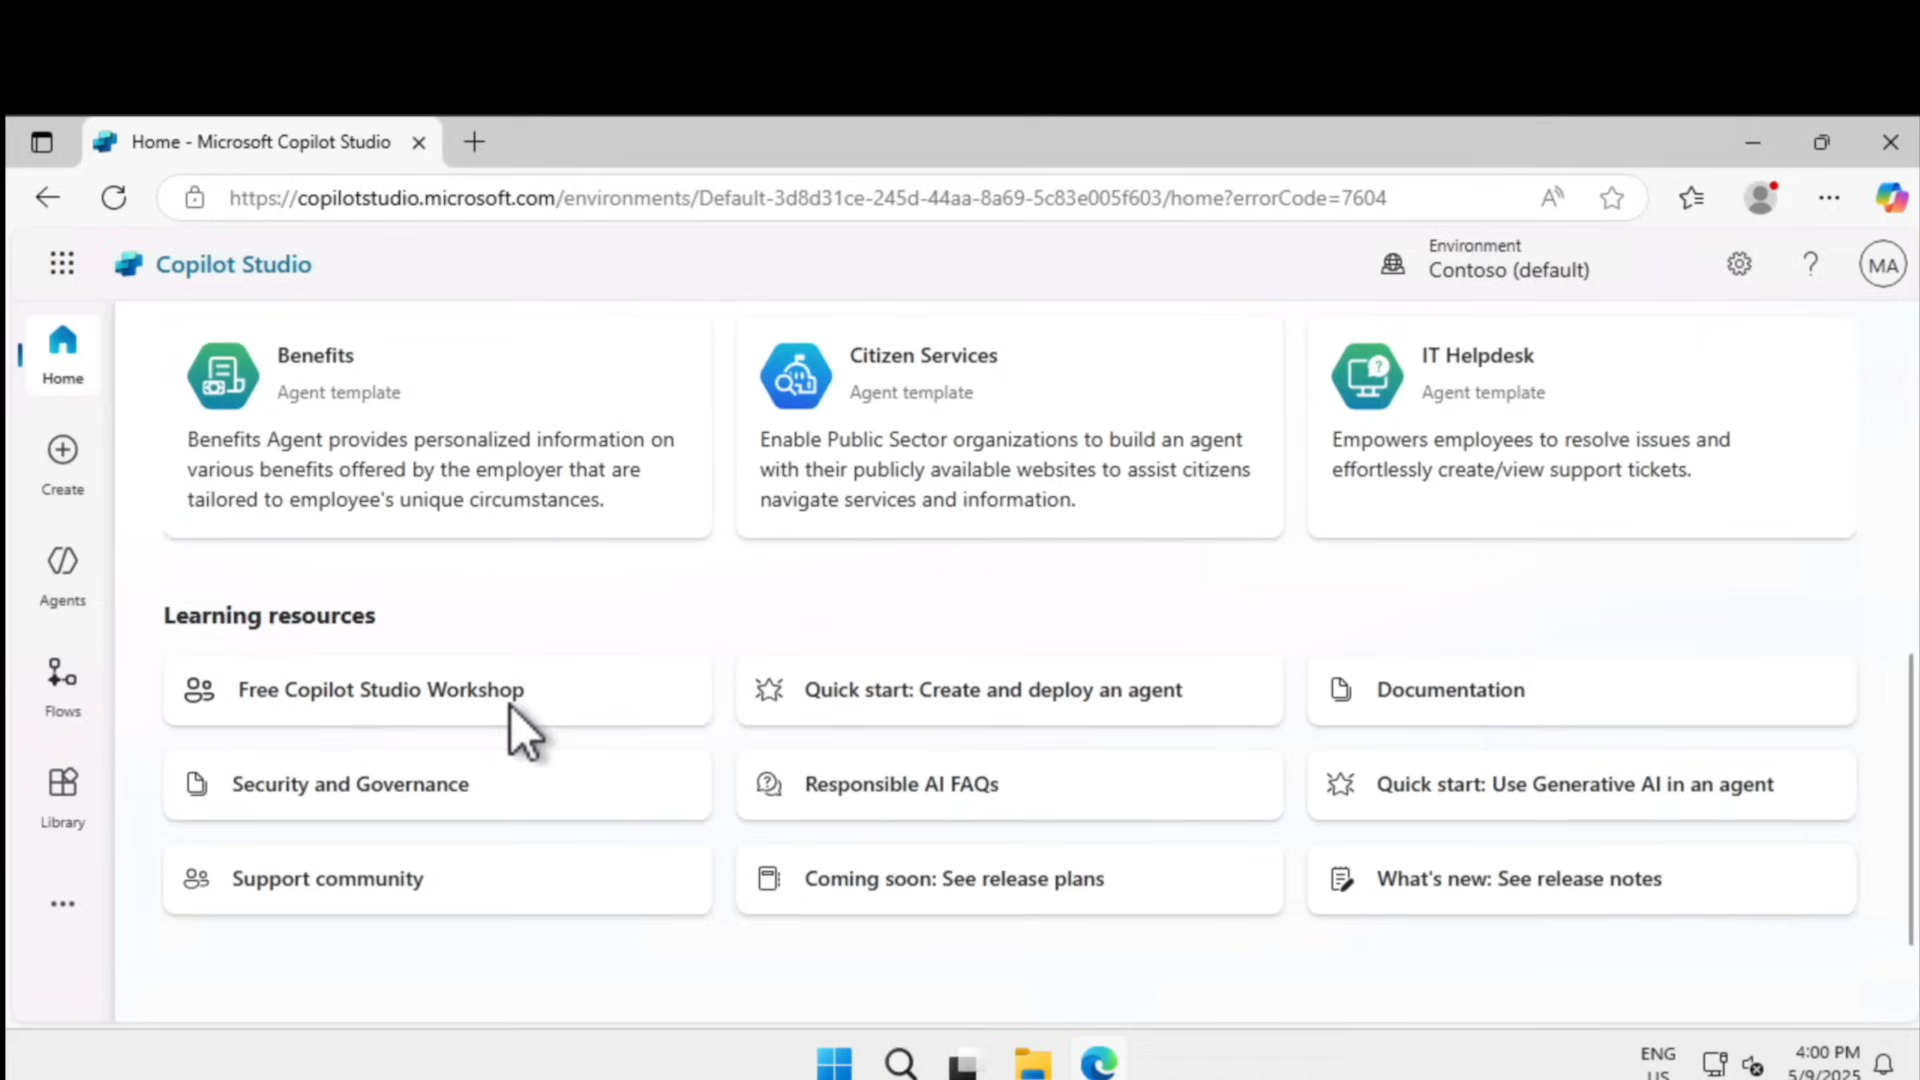 Home - Microsoft Copilot Studio
https://copilotstudio.microsoft.com/environments/Default-3d8d31ce-245d-44aa-8a69-5c83e005f603/home?errorCode=7604
Copilot Studio
Environment
Contoso (default)
MA
Home
Create
Agents
Flows
Library
Benefits
Agent template
Benefits Agent provides personalized information on
various benefits offered by the employer that are
tailored to employee's unique circumstances.
Citizen Services
Agent template
Enable Public Sector organizations to build an agent
with their publicly available websites to assist citizens
navigate services and information.
IT Helpdesk
Agent template
Empowers employees to resolve issues and
effortlessly create/view support tickets.
Learning resources
Free Copilot Studio Workshop
Quick start: Create and deploy an agent
Documentation
Security and Governance
Responsible AI FAQs
Quick start: Use Generative AI in an agent
Support community
Coming soon: See release plans
What's new: See release notes
ENG
US
4:00 PM
5/9/2025